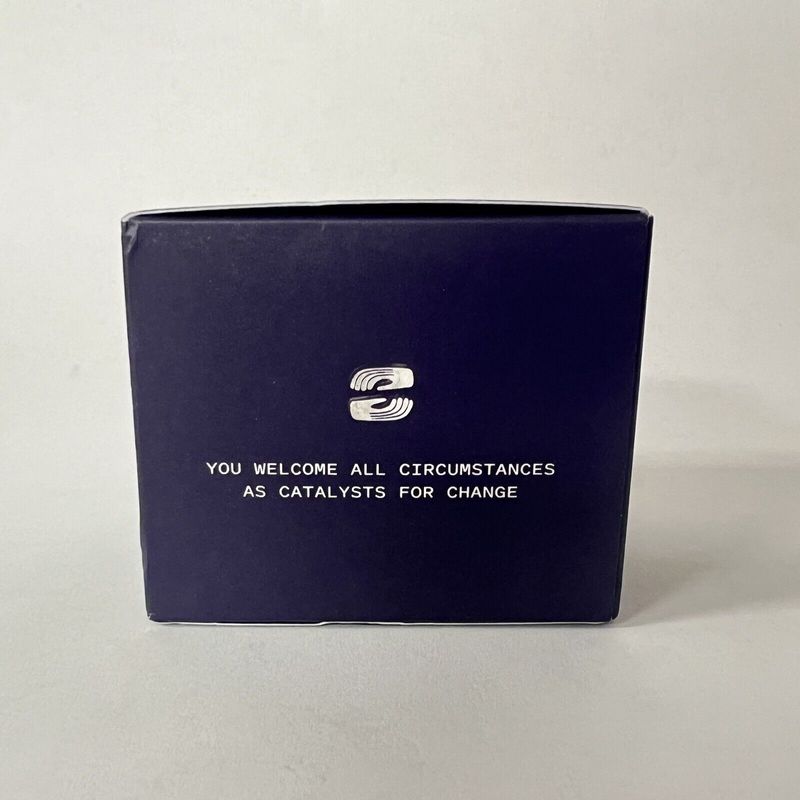 YOU WELCOME ALL CIRCUMSTANCES
AS CATALYSTS FOR CHANGE